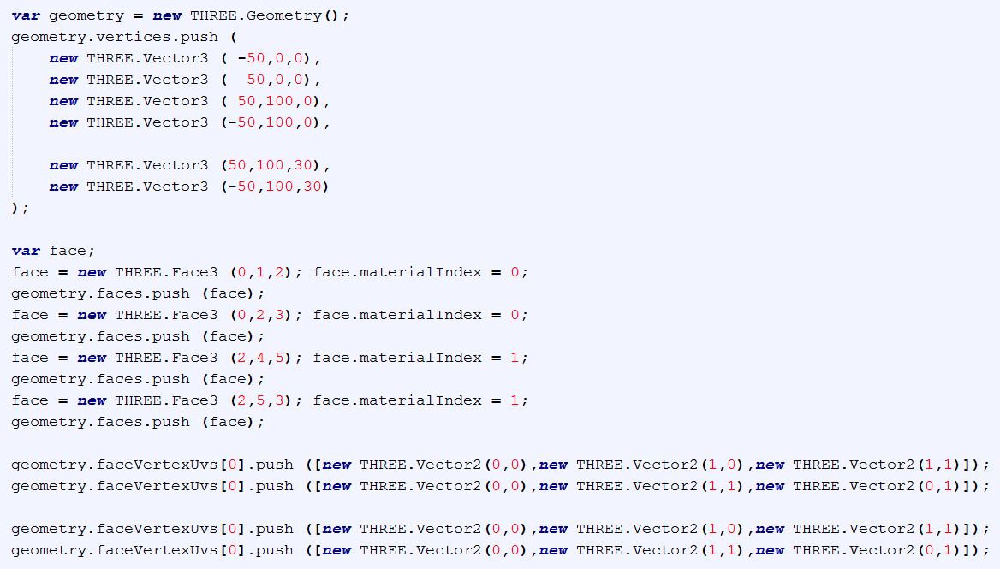 var geometry = new THREE.Geometry();
geometry.vertices.push (
    new THREE.Vector3 ( -50,0,0),
    new THREE.Vector3 (  50,0,0),
    new THREE.Vector3 ( 50,100,0),
    new THREE.Vector3 (-50,100,0),
    new THREE.Vector3 (50,100,30),
    new THREE.Vector3 (-50,100,30)
);
var face;
face = new THREE.Face3 (0,1,2); face.materialIndex = 0;
geometry.faces.push (face);
face = new THREE.Face3 (0,2,3); face.materialIndex = 0;
geometry.faces.push (face);
face = new THREE.Face3 (2,4,5); face.materialIndex = 1;
geometry.faces.push (face);
face = new THREE.Face3 (2,5,3); face.materialIndex = 1;
geometry.faces.push (face);
geometry.faceVertexUvs[0].push ([new THREE.Vector2(0,0),new THREE.Vector2(1,0),new THREE.Vector2(1,1)]);
geometry.faceVertexUvs[0].push ([new THREE.Vector2(0,0),new THREE.Vector2(1,1),new THREE.Vector2(0,1)]);
geometry.faceVertexUvs[0].push ([new THREE.Vector2(0,0),new THREE.Vector2(1,0),new THREE.Vector2(1,1)]);
geometry.faceVertexUvs[0].push ([new THREE.Vector2(0,0),new THREE.Vector2(1,1),new THREE.Vector2(0,1)]);